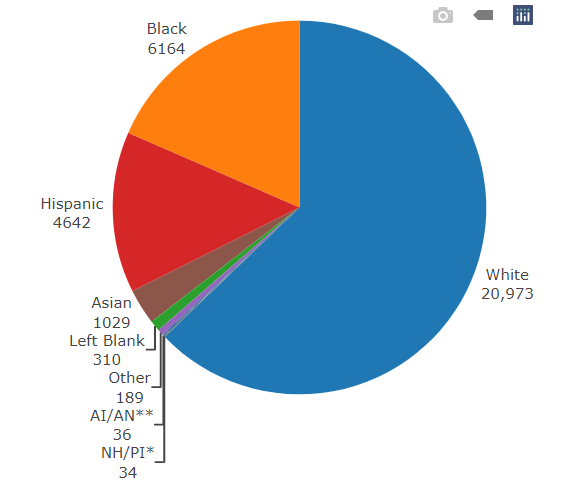 Black
6164
Hispanic
4642
White
20,973
Asian
1029
Left Blank
310
Other
189
AI/AN**
36
NH/PI*
34